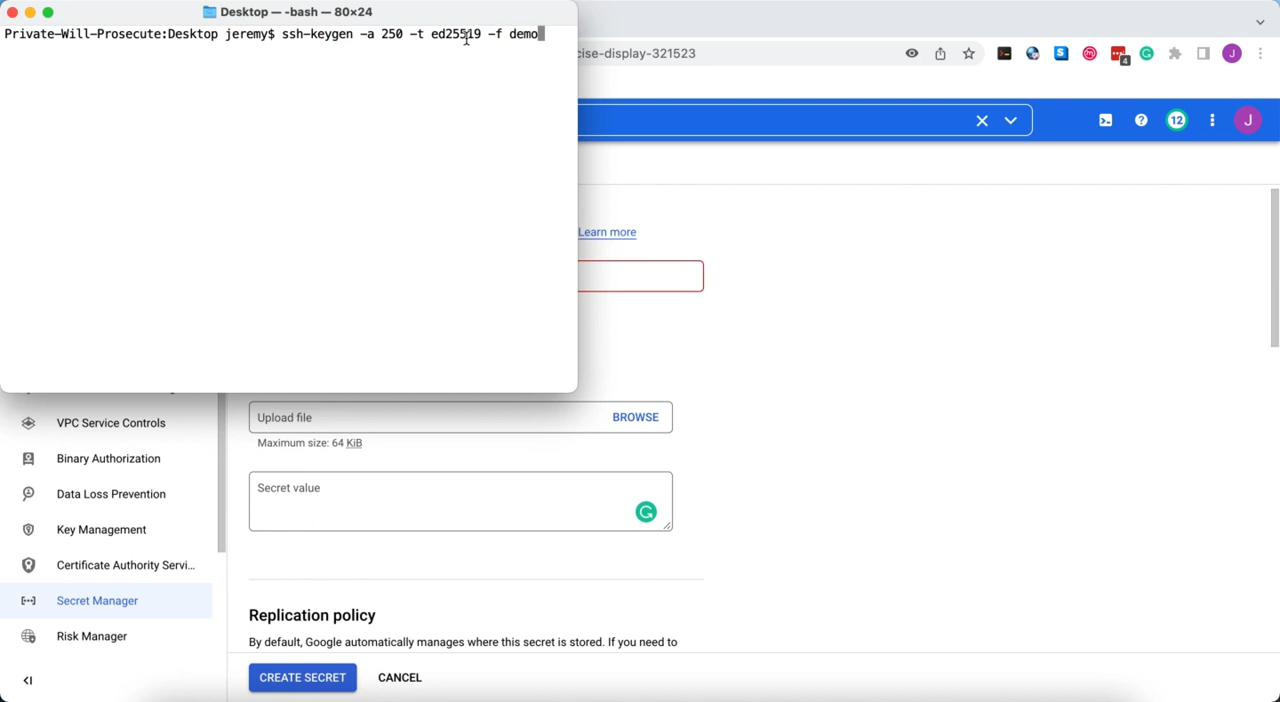 Desktop — -bash — 80×24
Private-Will-Prosecute:Desktop jeremy$ ssh-keygen -a 250 -t ed25519 -f demo
cise-display-321523
4
J
12
J
Learn more
Upload file
BROWSE
Maximum size: 64 KiB
Secret value
VPC Service Controls
Binary Authorization
Data Loss Prevention
Key Management
Certificate Authority Servi...
Secret Manager
Risk Manager
Replication policy
By default, Google automatically manages where this secret is stored. If you need to
CREATE SECRET
CANCEL